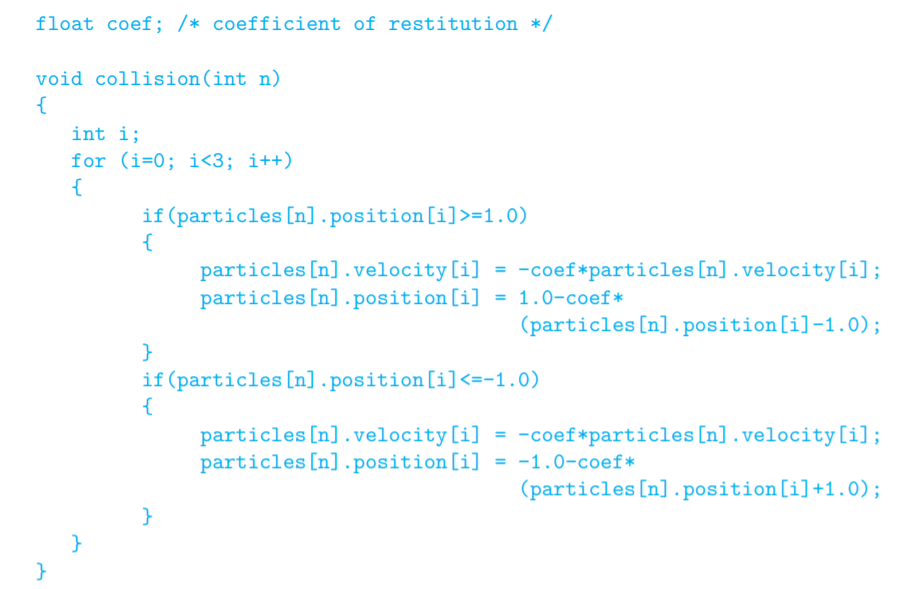 float coef; /* coefficient of restitution */
void collision(int n)
{
int i;
for (i=0; i<3; i++)
{
if(particles[n].position[i]>=1.0)
{
particles[n].velocity[i] = -coef*particles[n].velocity[i];
particles[n].position[i] = 1.0-coef*
(particles[n].position[i]-1.0);
}
if(particles[n].position[i]<=-1.0)
{
particles[n].velocity[i] = -coef*particles[n].velocity[i];
particles[n].position[i] = -1.0-coef*
(particles[n].position[i]+1.0);
}
}
}